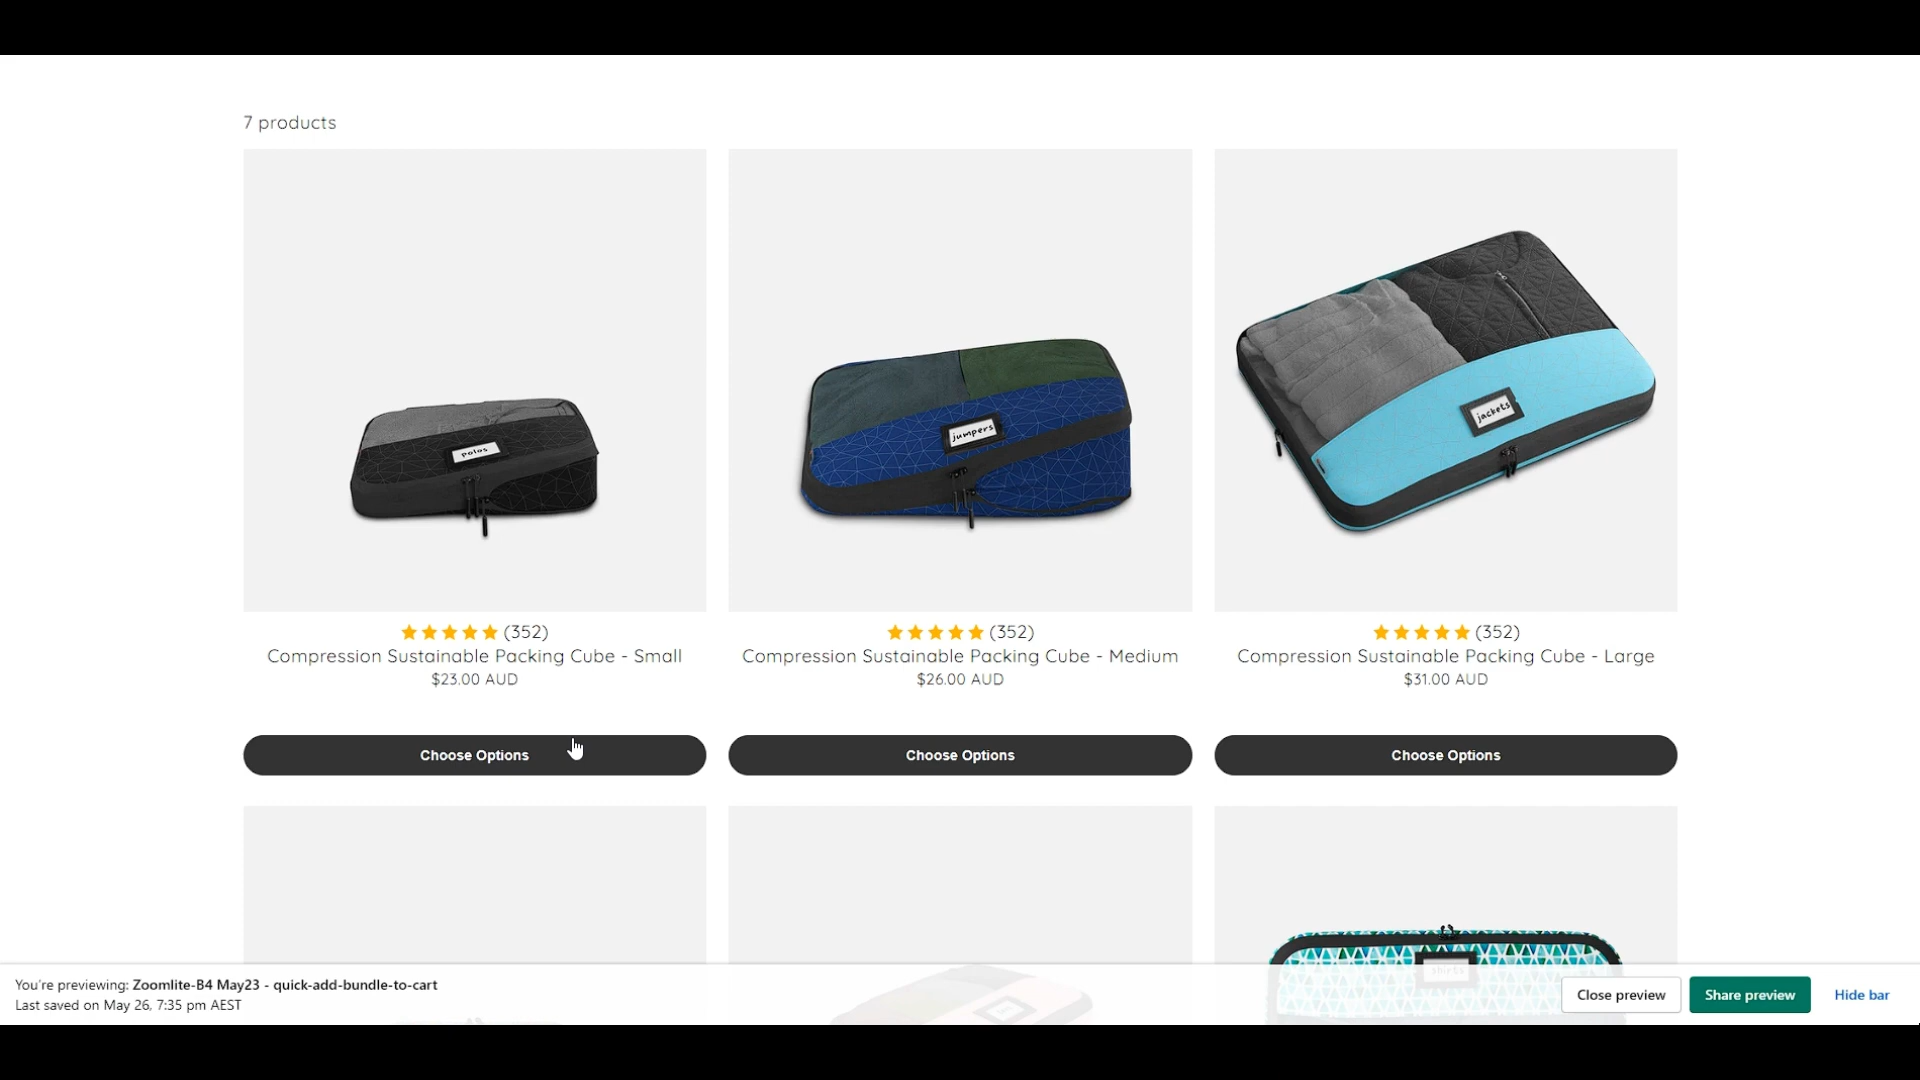 7 products
polos
jumpers
jackets
(352)
Compression Sustainable Packing Cube - Small
$23.00 AUD
(352)
Compression Sustainable Packing Cube - Medium
$26.00 AUD
(352)
Compression Sustainable Packing Cube - Large
$31.00 AUD
Choose Options
Choose Options
Choose Options
shirts
You're previewing: Zoomlite-B4 May23 - quick-add-bundle-to-cart
Last saved on May 26, 7:35 pm AEST
Close preview
Share preview
Hide bar